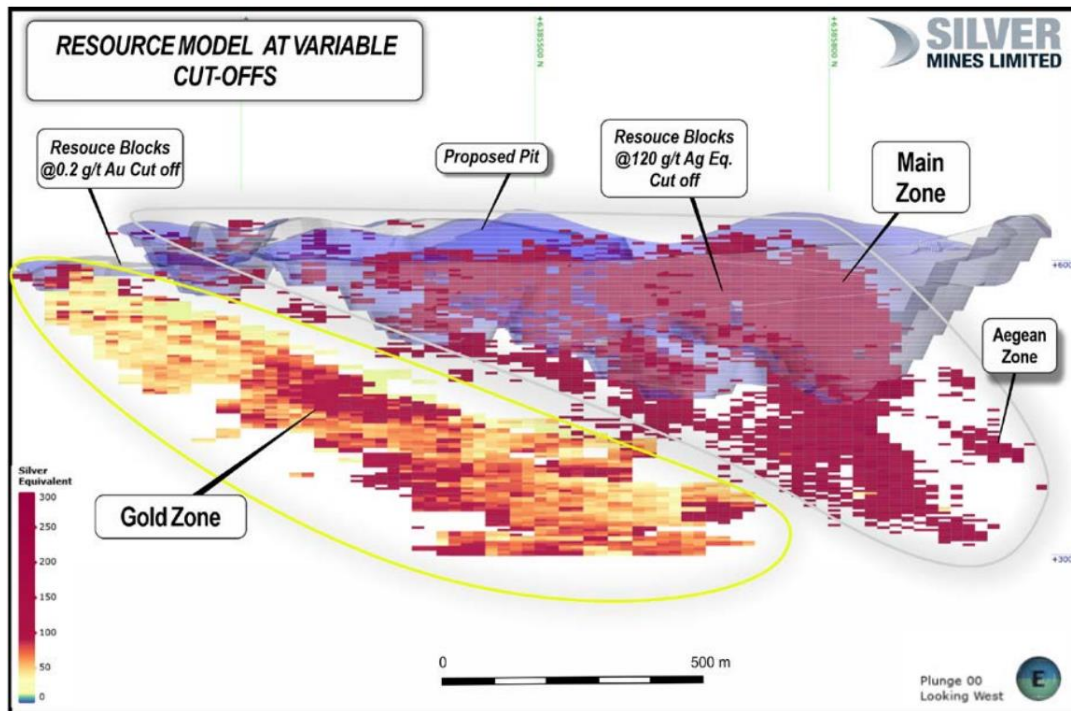 RESOURCE MODEL AT VARIABLE
CUT-OFFS
+6385500 N
+6385800 N
SILVER
MINES LIMITED
Resouce Blocks
@0.2 g/t Au Cut off
Proposed Pit
Resouce Blocks
@120 g/t Ag Eq.
Cut off
Main
Zone
+600
Aegean
Zone
Silver
Equivalent
300
250
200
150
100
50
0
Gold Zone
+300
0
500 m
Plunge 00
Looking West
E